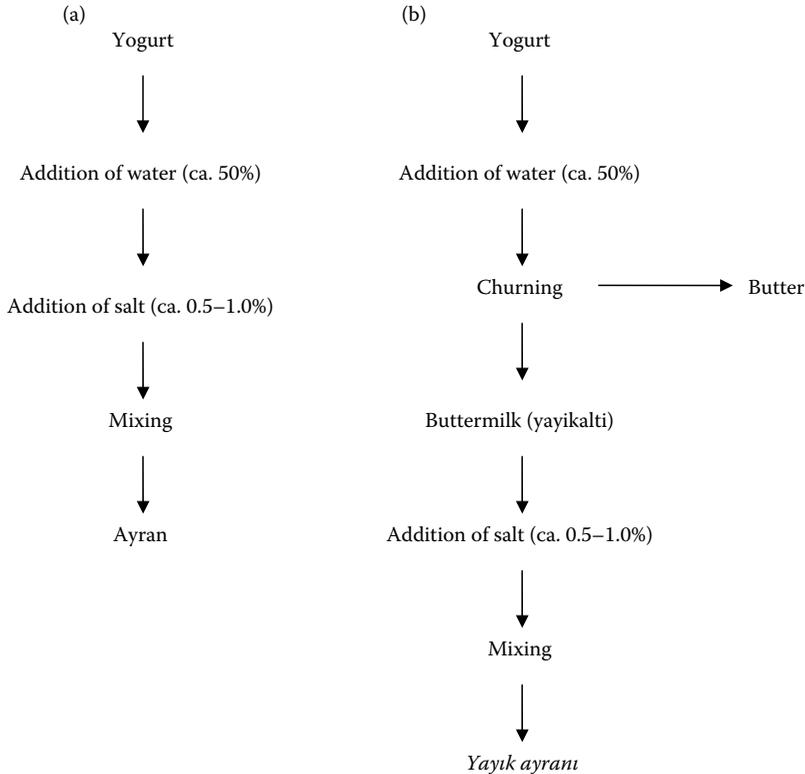 (a)
Yogurt
Addition of water (ca. 50%)
Addition of salt (ca. 0.5–1.0%)
Mixing
Ayran
(b)
Yogurt
Addition of water (ca. 50%)
Churning
Butter
Buttermilk (yayikalti)
Addition of salt (ca. 0.5–1.0%)
Mixing
Yayık ayranı